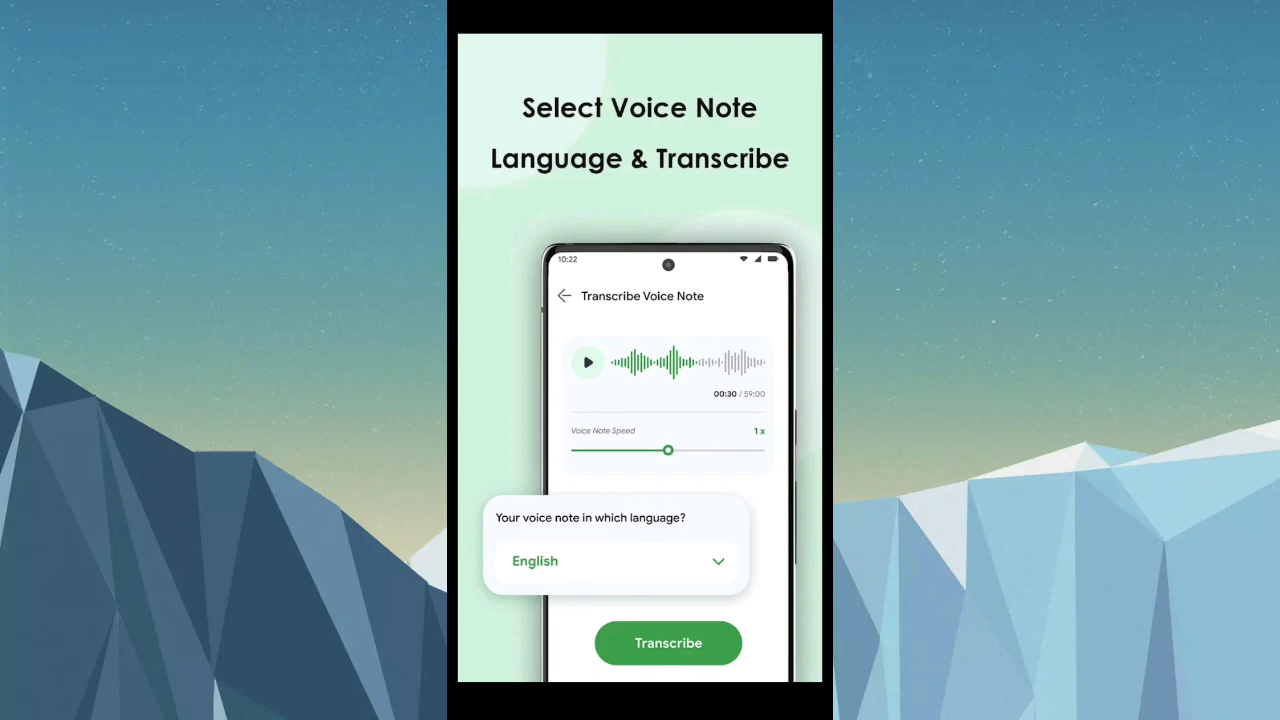 Select Voice Note
Language & Transcribe
10:22
Transcribe Voice Note
00:30 / 59:00
Voice Note Speed
1 x
Your voice note in which language?
English
Transcribe